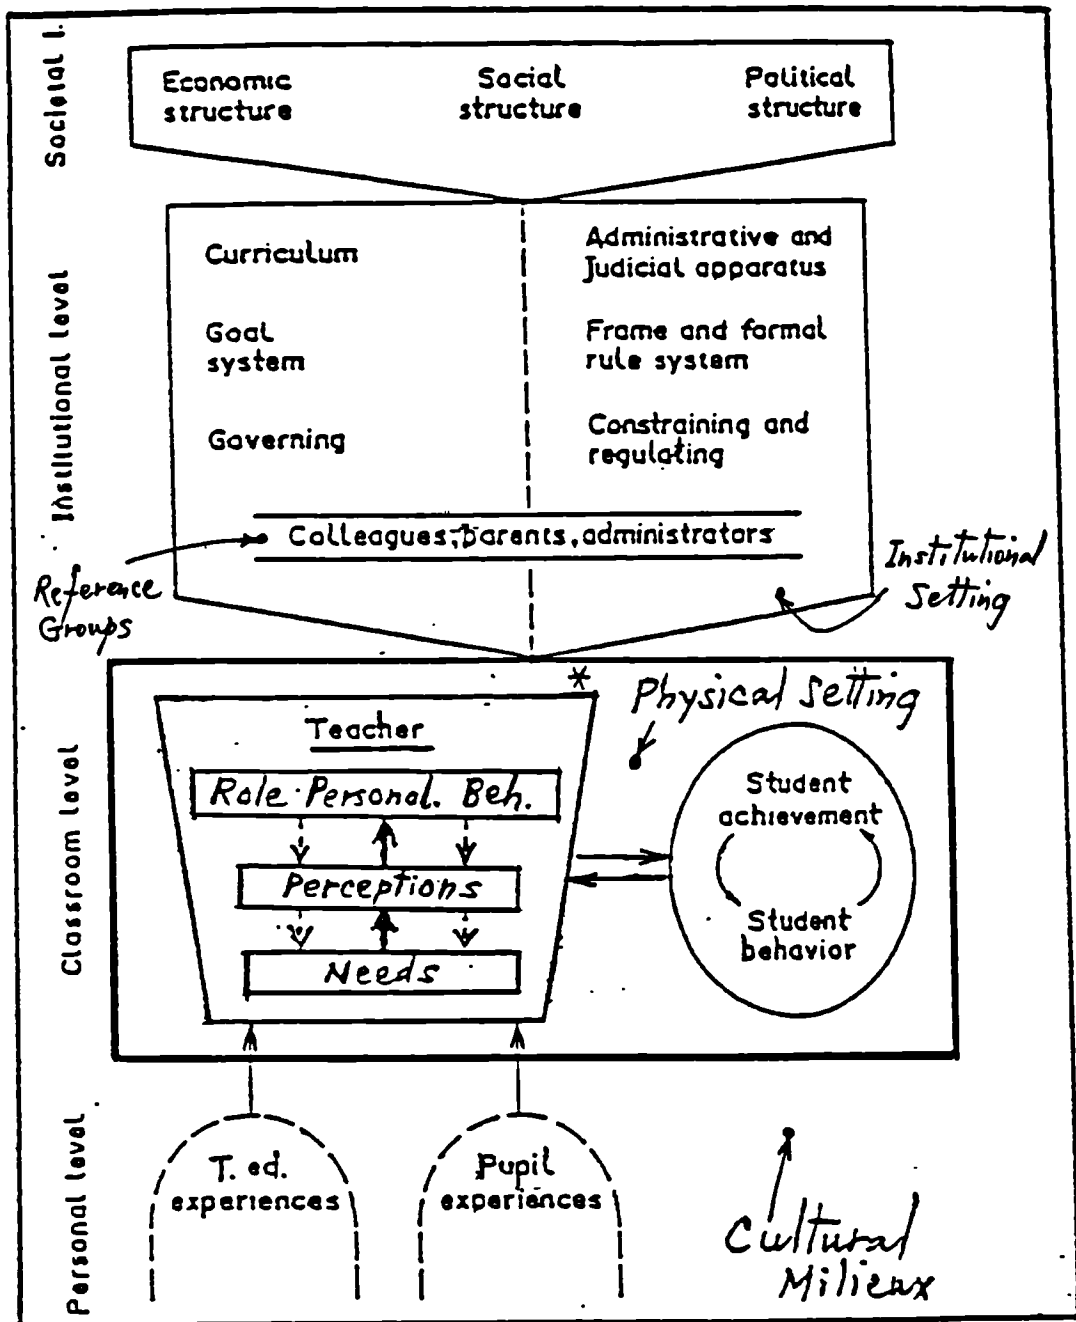 Societal l.
Economic structure
Social structure
Political structure
Institutional level
Curriculum
Administrative and
Judicial apparatus
Goal
system
Frame and formal
rule system
Governing
Constraining and
regulating
Colleagues, parents, administrators
Reference
Groups
Institutional
Setting
Classroom level
*
Teacher
Physical Setting
Role-Personal. Beh.
Perceptions
Needs
Student
achievement
Student
behavior
Personal level
T. ed.
experiences
Pupil
experiences
Cultural
Milieux